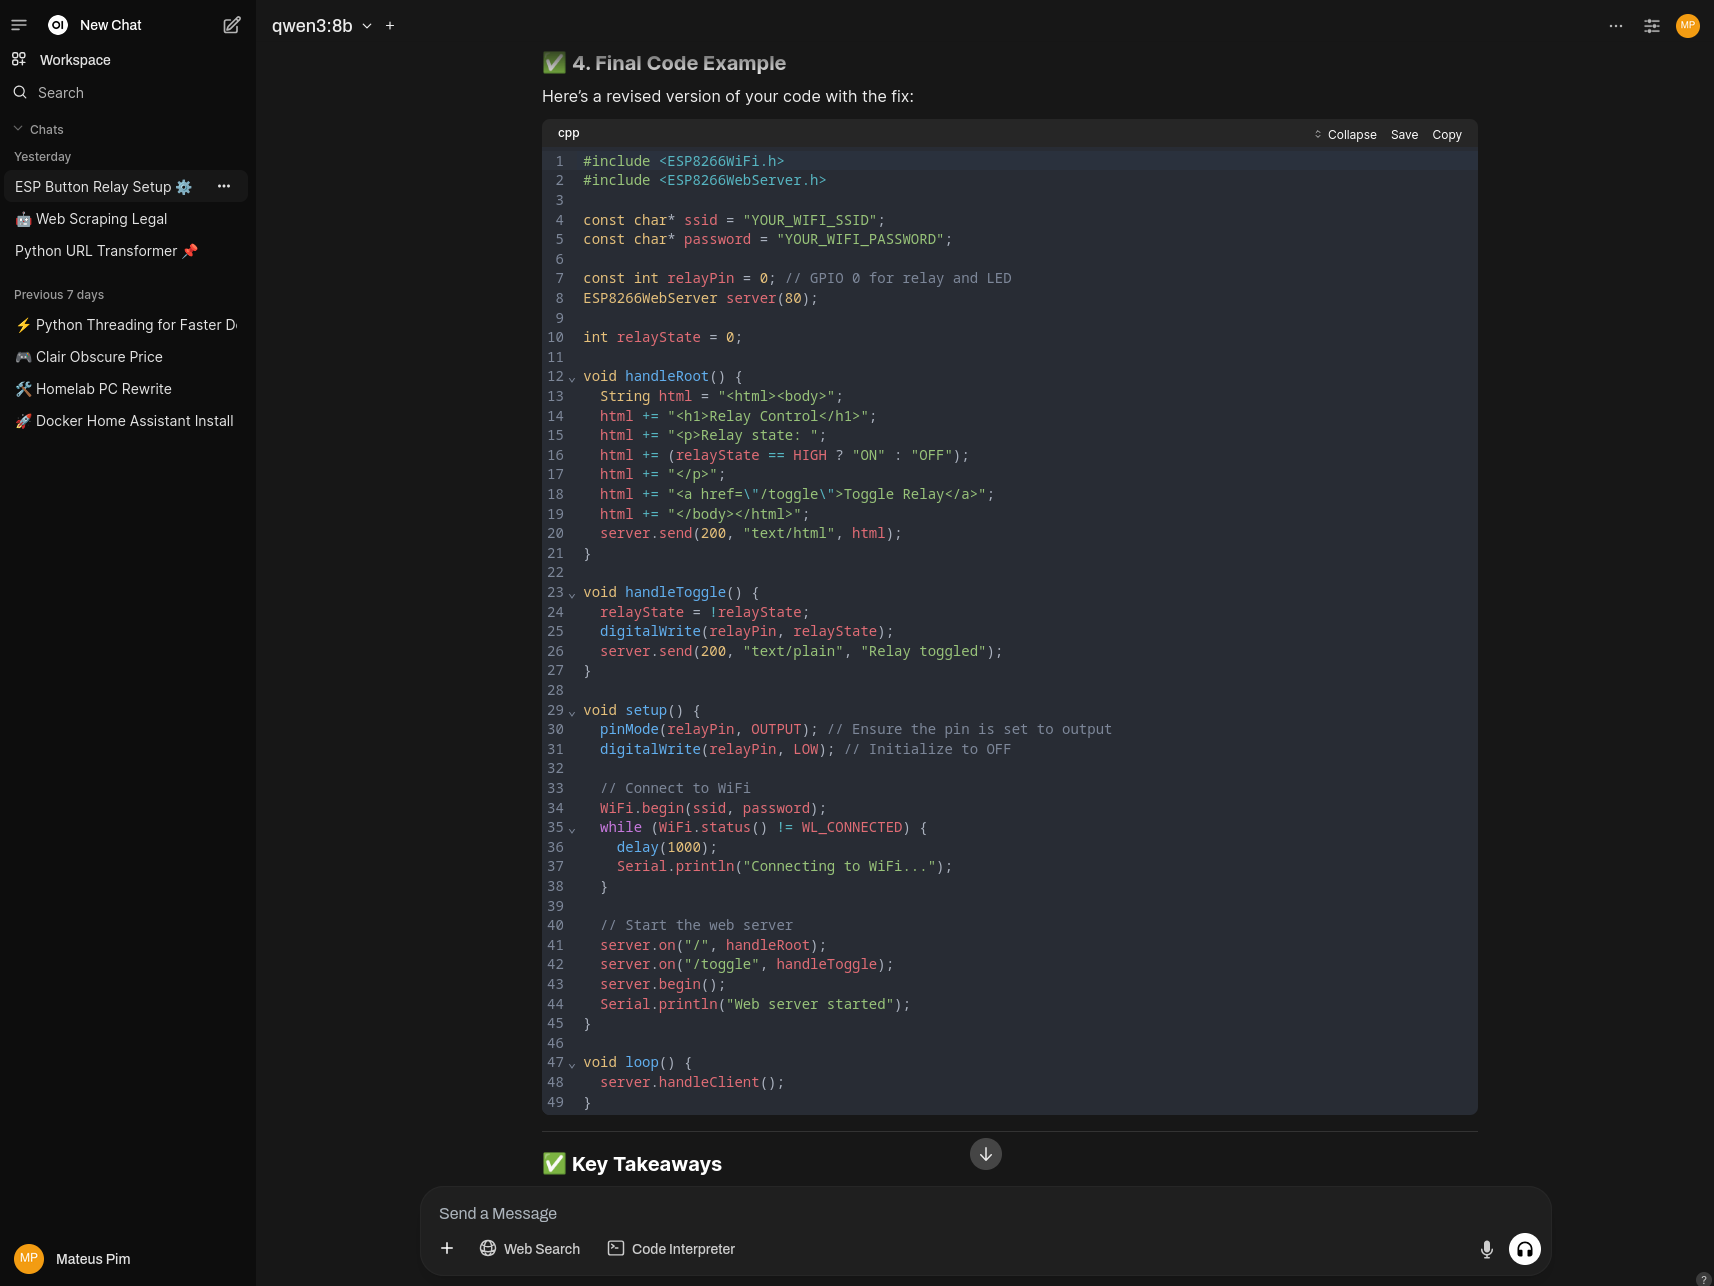 OI New Chat
Workspace
Search
Chats
Yesterday
ESP Button Relay Setup ⚙️
🤖 Web Scraping Legal
Python URL Transformer 📌
Previous 7 days
⚡ Python Threading for Faster D
🎮 Clair Obscure Price
🛠️ Homelab PC Rewrite
🚀 Docker Home Assistant Install
MP Mateus Pim
qwen3:8b
MP
✅ 4. Final Code Example
Here's a revised version of your code with the fix:
cpp Collapse Save Copy
1 #include <ESP8266WiFi.h>
2 #include <ESP8266WebServer.h>
3
4 const char* ssid = "YOUR_WIFI_SSID";
5 const char* password = "YOUR_WIFI_PASSWORD";
6
7 const int relayPin = 0; // GPIO 0 for relay and LED
8 ESP8266WebServer server(80);
9
10 int relayState = 0;
11
12 void handleRoot() {
13   String html = "<html><body>";
14   html += "<h1>Relay Control</h1>";
15   html += "<p>Relay state: ";
16   html += (relayState == HIGH ? "ON" : "OFF");
17   html += "</p>";
18   html += "<a href=\"/toggle\">Toggle Relay</a>";
19   html += "</body></html>";
20   server.send(200, "text/html", html);
21 }
22
23 void handleToggle() {
24   relayState = !relayState;
25   digitalWrite(relayPin, relayState);
26   server.send(200, "text/plain", "Relay toggled");
27 }
28
29 void setup() {
30   pinMode(relayPin, OUTPUT); // Ensure the pin is set to output
31   digitalWrite(relayPin, LOW); // Initialize to OFF
32
33   // Connect to WiFi
34   WiFi.begin(ssid, password);
35   while (WiFi.status() != WL_CONNECTED) {
36     delay(1000);
37     Serial.println("Connecting to WiFi...");
38   }
39
40   // Start the web server
41   server.on("/", handleRoot);
42   server.on("/toggle", handleToggle);
43   server.begin();
44   Serial.println("Web server started");
45 }
46
47 void loop() {
48   server.handleClient();
49 }
✅ Key Takeaways
Send a Message
Web Search Code Interpreter
?